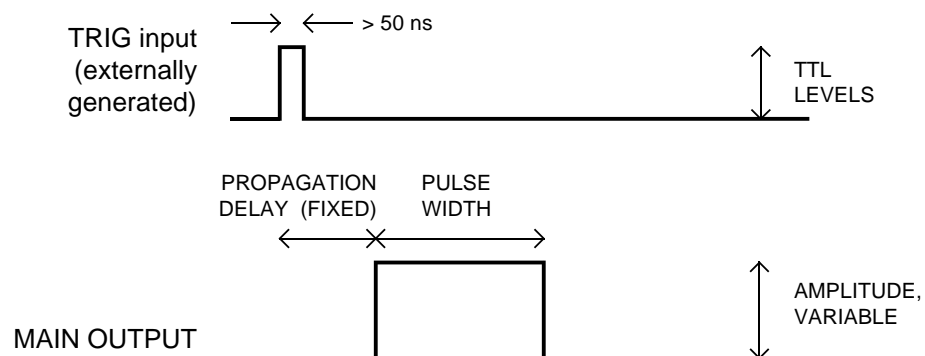 > 50 ns
TRIG input
(externally
generated)
TTL
LEVELS
PROPAGATION
DELAY (FIXED)
PULSE
WIDTH
AMPLITUDE,
VARIABLE
MAIN OUTPUT